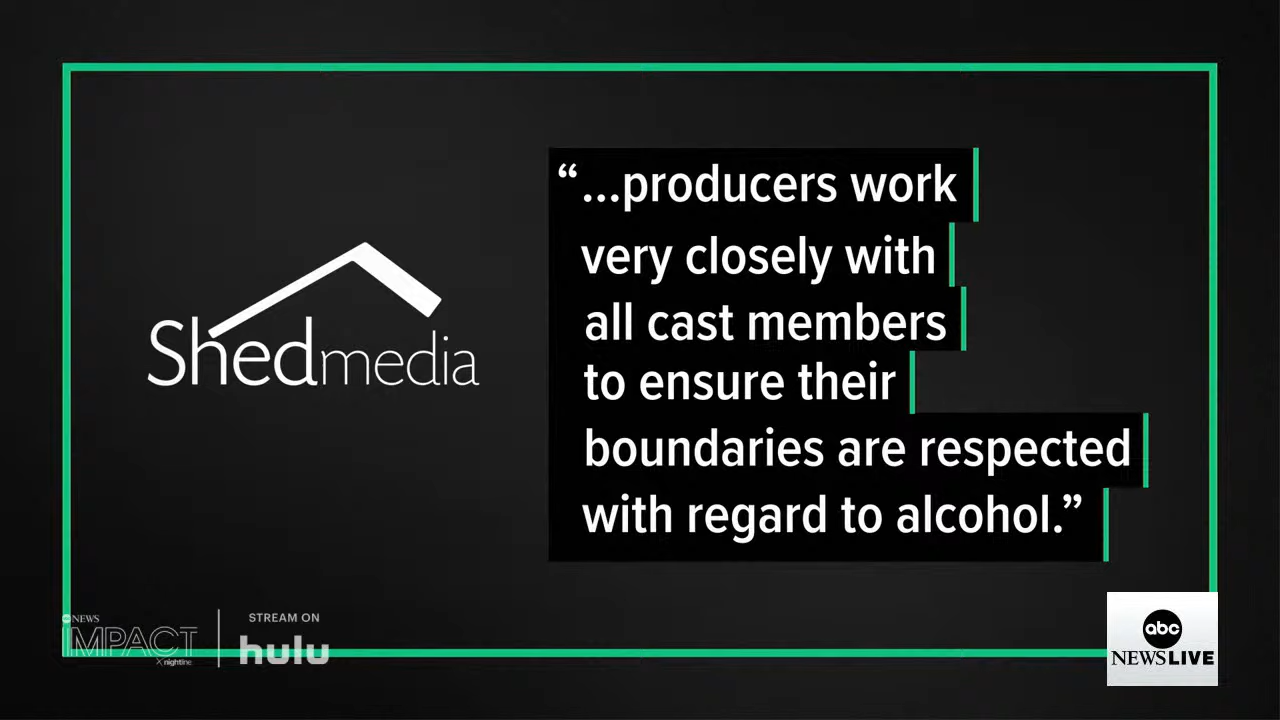 “...producers work
very closely with
all cast members
to ensure their
boundaries are respected
with regard to alcohol.”
Shedmedia
abc NEWS
IMPACT
X nightline
STREAM ON
hulu
abc
NEWS LIVE